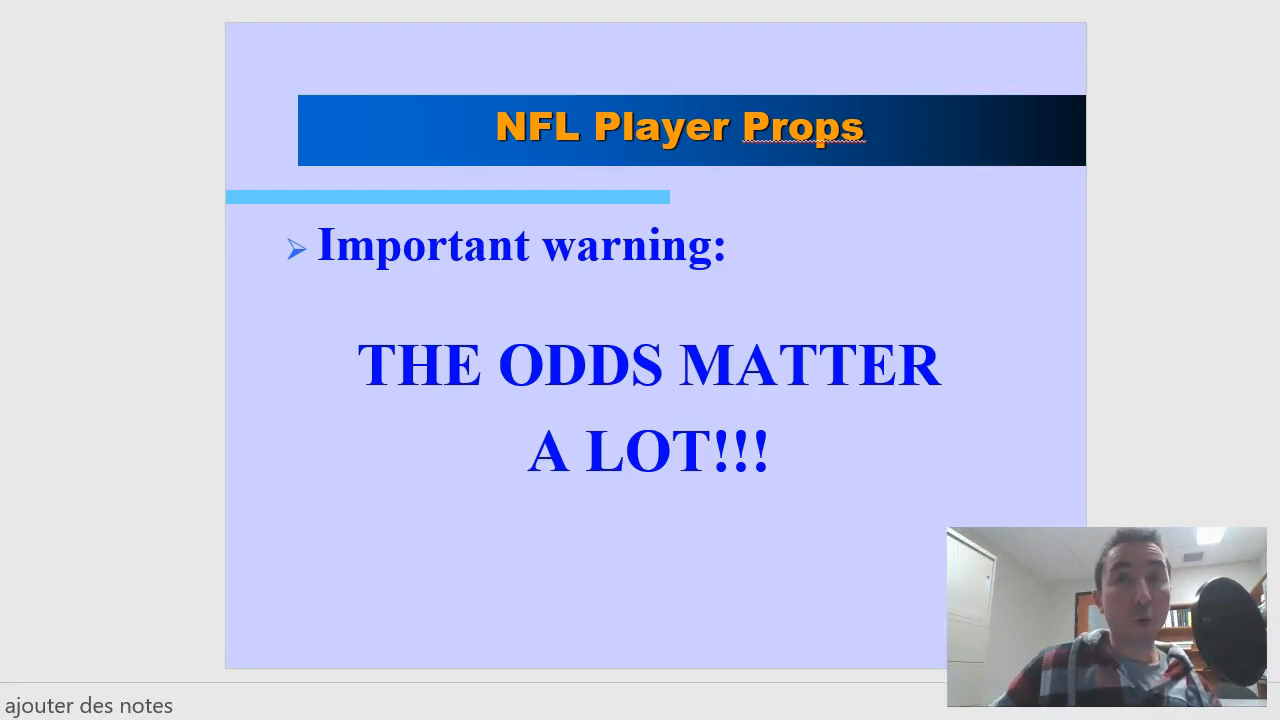 NFL Player Props
Important warning:
THE ODDS MATTER
A LOT!!!
ajouter des notes